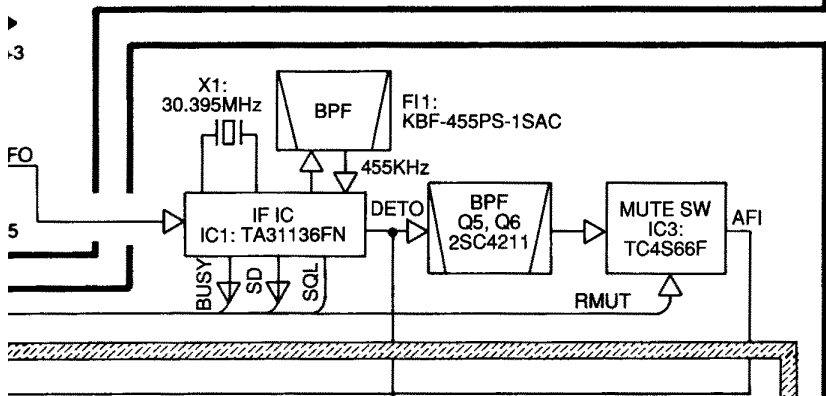 -3
X1:
30.395MHz
BPF
FI1:
KBF-455PS-1SAC
455KHz
FO
IF IC
IC1: TA31136FN
DETO
BPF
Q5, Q6
2SC4211
MUTE SW
IC3:
TC4S66F
AFI
5
BUSY
SD
SQL
RMUT